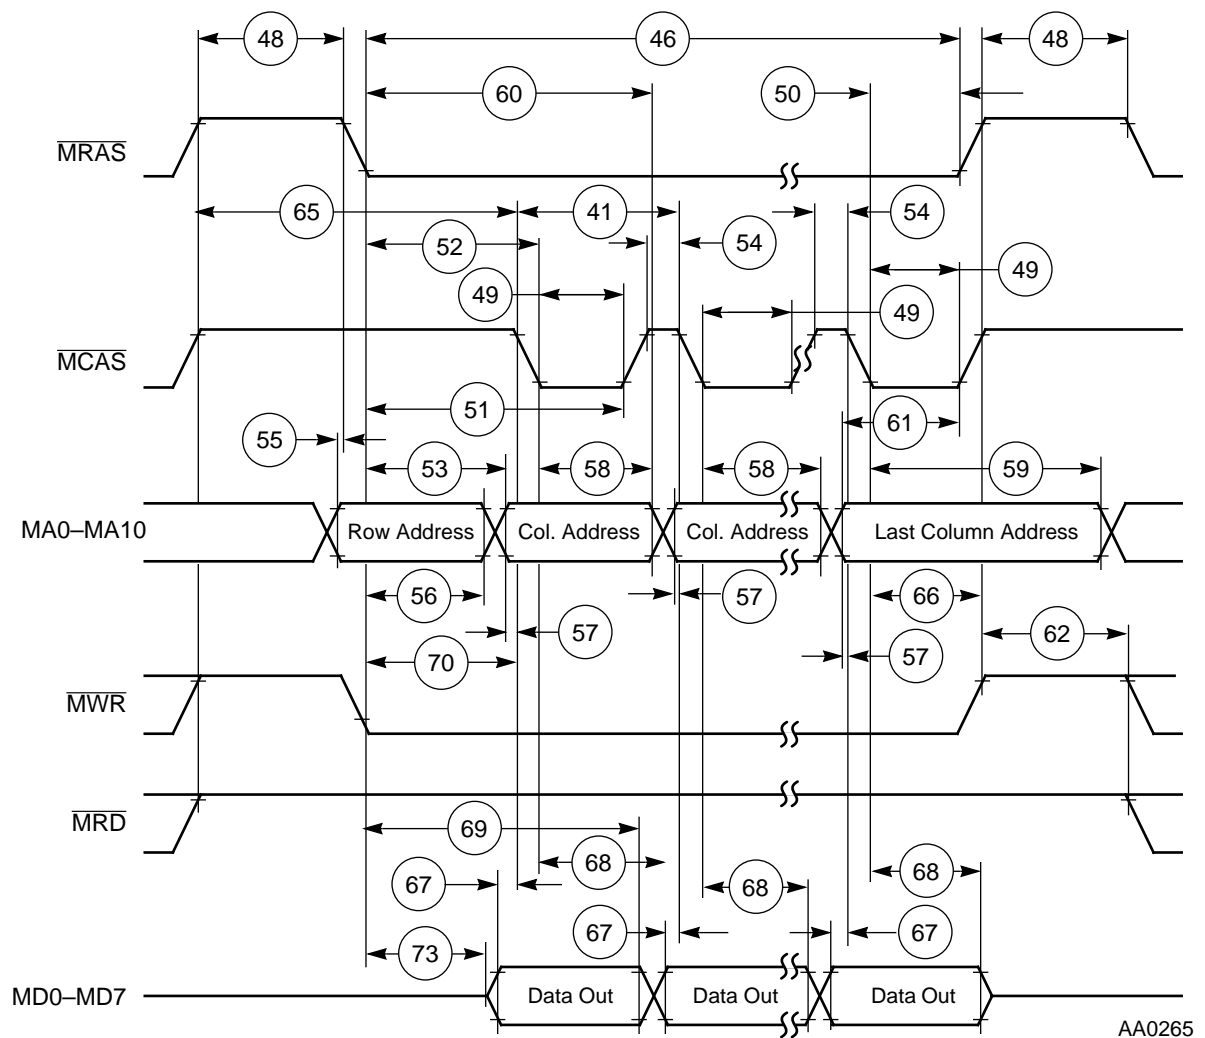 48 46 48
60 50
MRAS
65 41 54
52 54
49 49
49
MCAS
51 61
55
53 58 58 59
MA0–MA10 Row Address Col. Address Col. Address Last Column Address
56 57 66
57 62
70 57
MWR
MRD
69
68
67 68 68
67 67
73
MD0–MD7 Data Out Data Out Data Out
AA0265